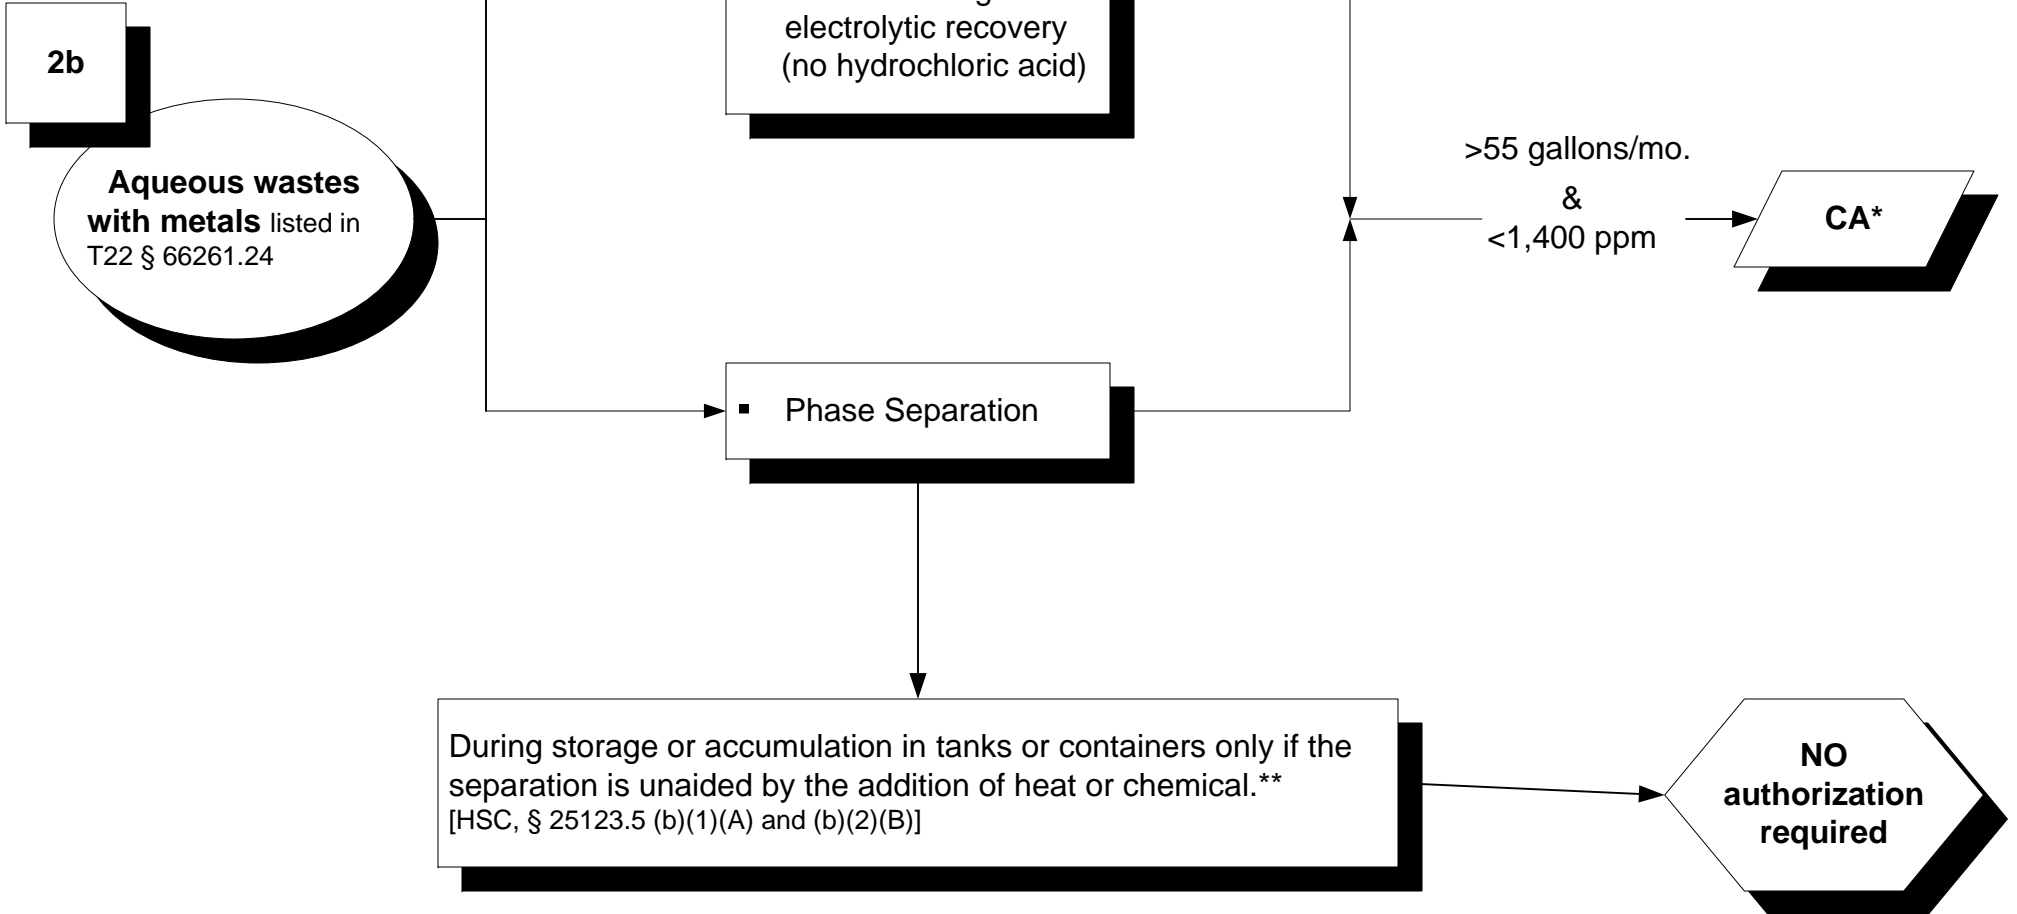 electrolytic recovery
(no hydrochloric acid)
2b
Aqueous wastes
with metals listed in
T22 § 66261.24
>55 gallons/mo.
&
<1,400 ppm
CA*
▪ Phase Separation
During storage or accumulation in tanks or containers only if the
separation is unaided by the addition of heat or chemical.**
[HSC, § 25123.5 (b)(1)(A) and (b)(2)(B)]
NO
authorization
required